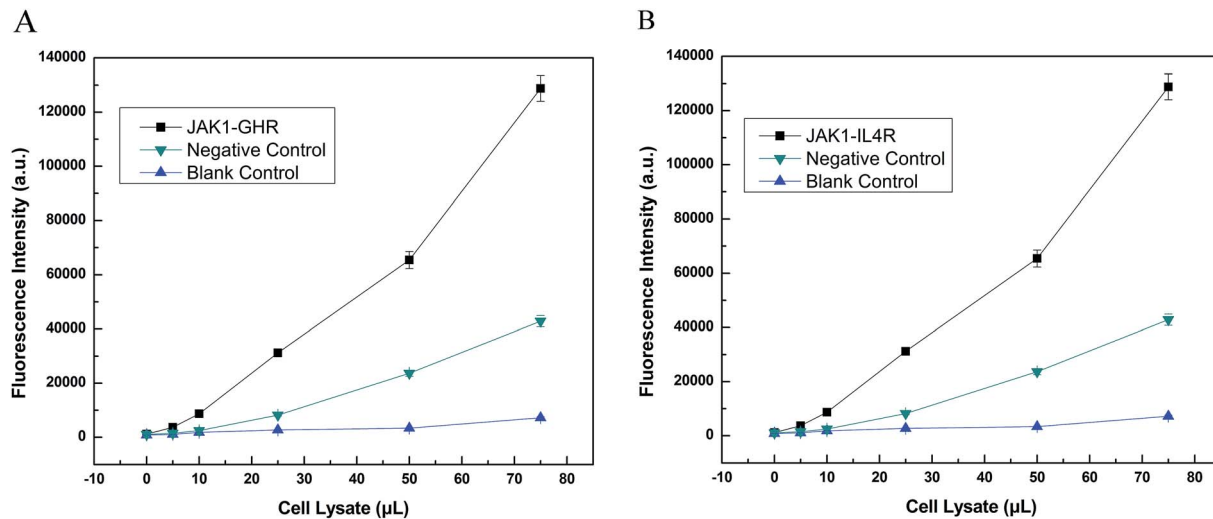 A
140000
120000
100000
80000
60000
40000
20000
0
-10 0 10 20 30 40 50 60 70 80
Fluorescence Intensity (a.u.)
Cell Lysate (µL)
JAK1-GHR
Negative Control
Blank Control
B
140000
120000
100000
80000
60000
40000
20000
0
-10 0 10 20 30 40 50 60 70 80
Fluorescence Intensity (a.u.)
Cell Lysate (µL)
JAK1-IL4R
Negative Control
Blank Control